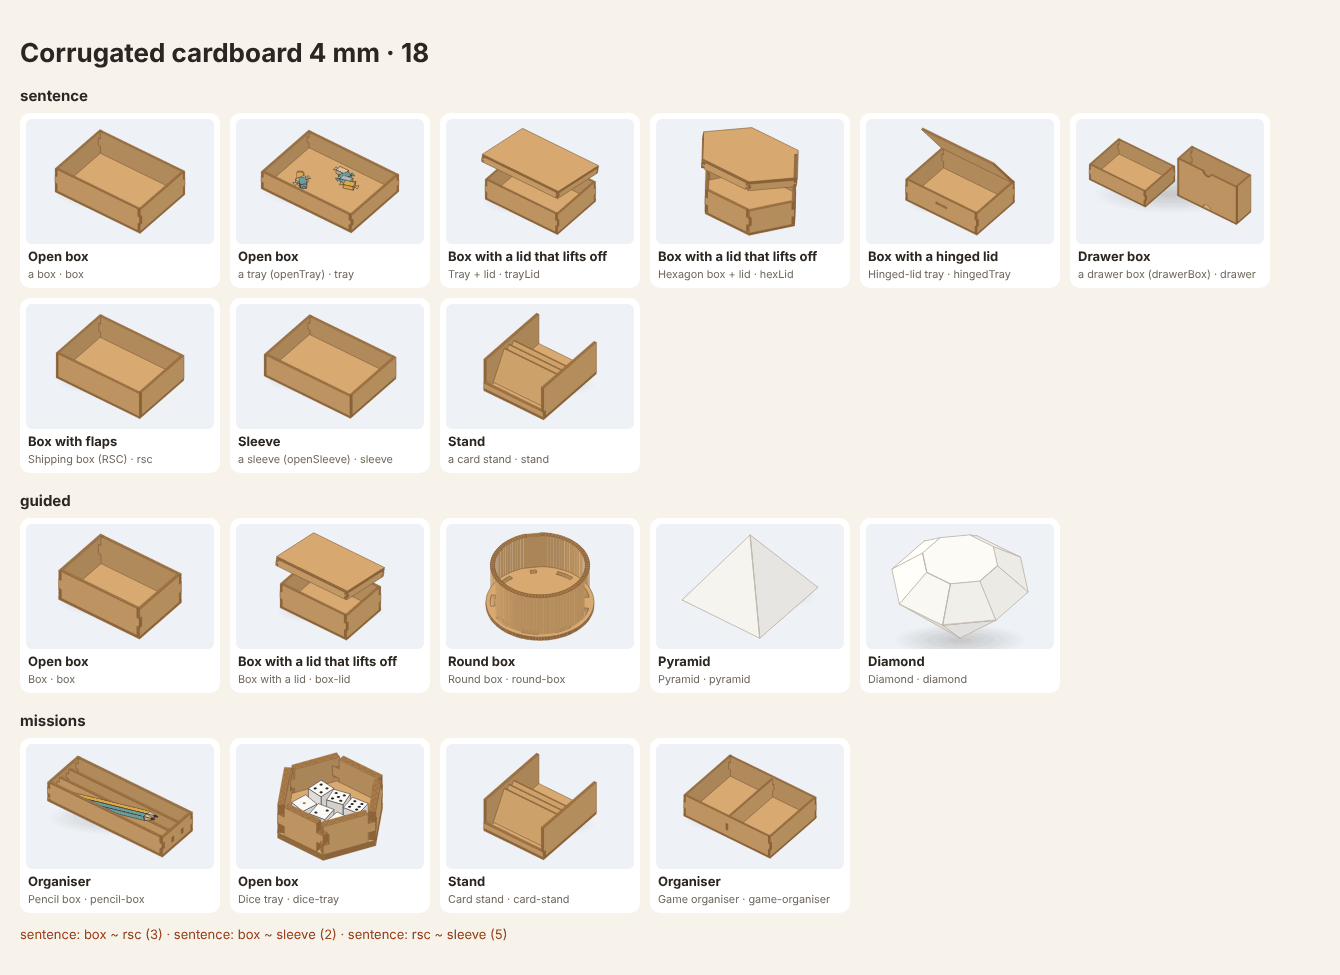 Corrugated cardboard 4 mm · 18
sentence
Open box
a box · box
Open box
a tray (openTray) · tray
Box with a lid that lifts off
Tray + lid · trayLid
Box with a lid that lifts off
Hexagon box + lid · hexLid
Box with a hinged lid
Hinged-lid tray · hingedTray
Drawer box
a drawer box (drawerBox) · drawer
Box with flaps
Shipping box (RSC) · rsc
Sleeve
a sleeve (openSleeve) · sleeve
Stand
a card stand · stand
guided
Open box
Box · box
Box with a lid that lifts off
Box with a lid · box-lid
Round box
Round box · round-box
Pyramid
Pyramid · pyramid
Diamond
Diamond · diamond
missions
Organiser
Pencil box · pencil-box
Open box
Dice tray · dice-tray
Stand
Card stand · card-stand
Organiser
Game organiser · game-organiser
sentence: box ~ rsc (3) · sentence: box ~ sleeve (2) · sentence: rsc ~ sleeve (5)